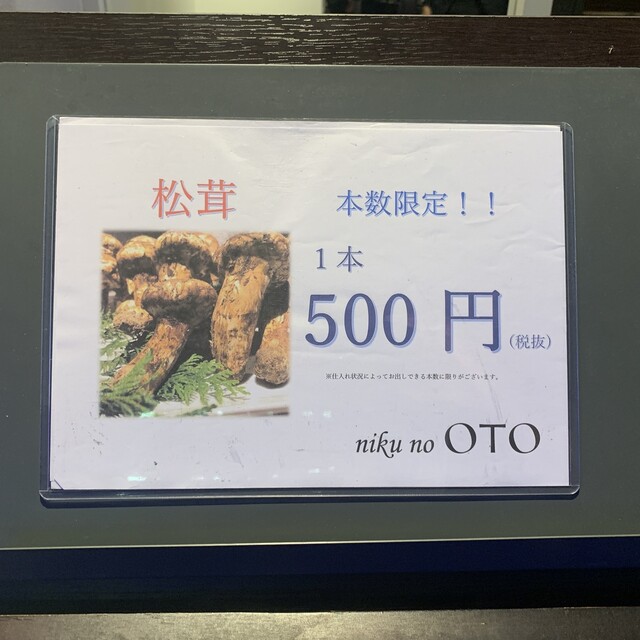 松茸
本数限定！！
１本
500 円(税抜)
※仕入れ状況によってお出しできる本数に限りがございます。
niku no OTO